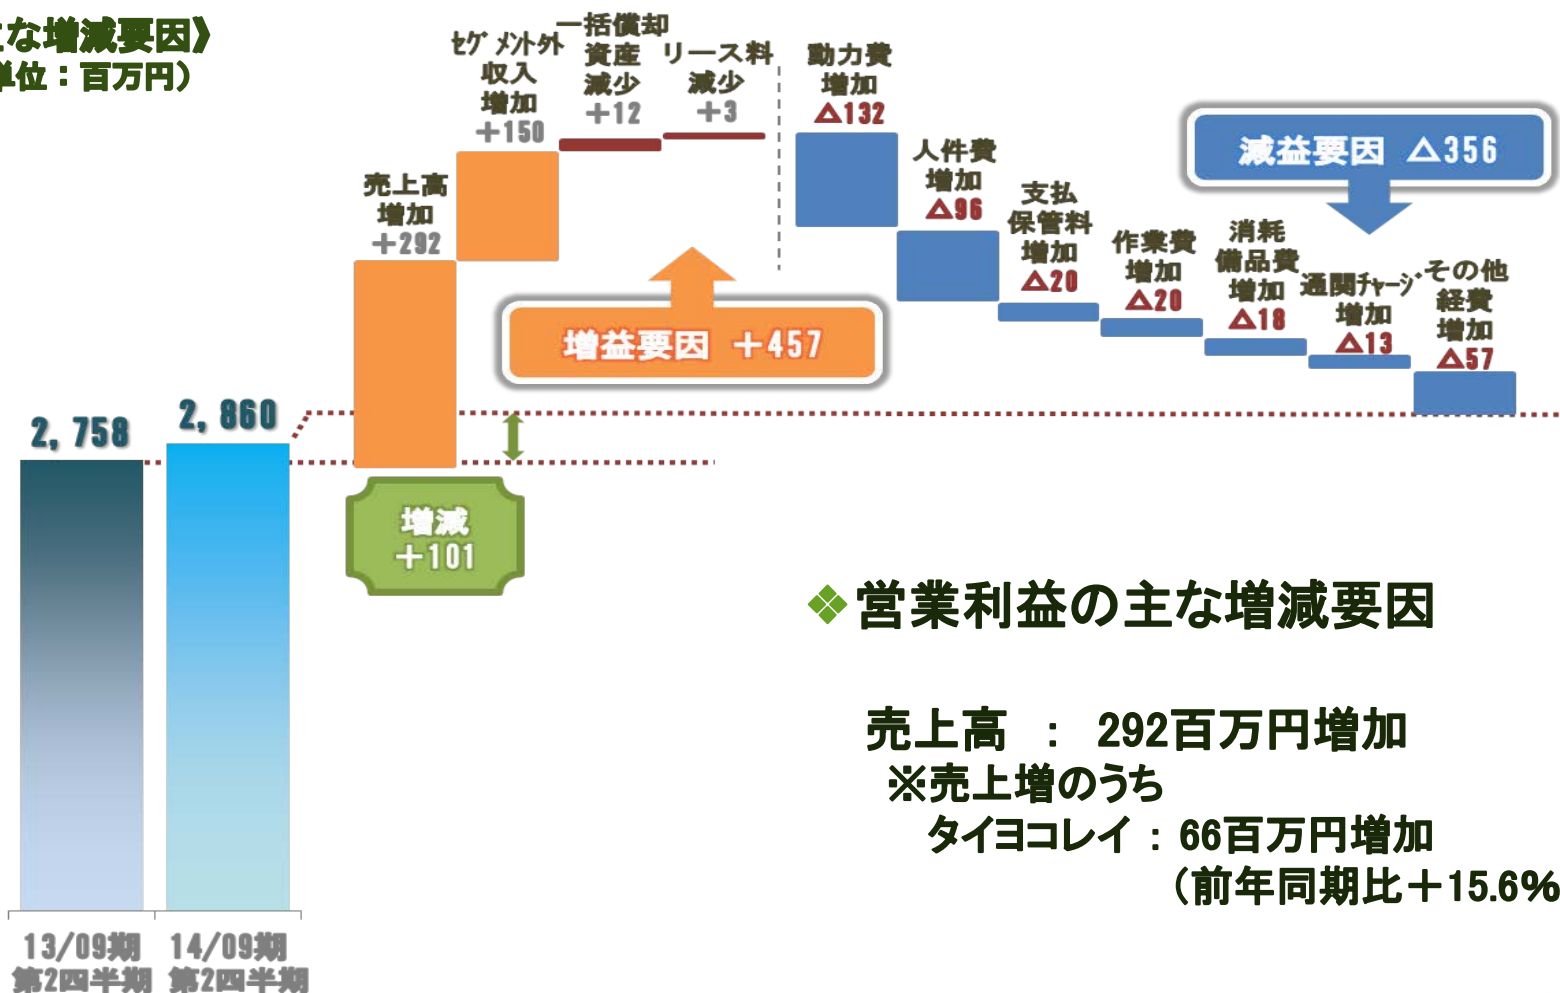 な増減要因》
単位：百万円）
売上高
増加
＋292
ｾｸﾞﾒﾝﾄ外
収入
増加
＋150
一括償却
資産
減少
＋12
リース料
減少
＋3
動力費
増加
△132
人件費
増加
△96
支払
保管料
増加
△20
作業費
増加
△20
消耗
備品費
増加
△18
通関ﾁｬｰｼﾞ
増加
△13
その他
経費
増加
△57
減益要因 △356
増益要因 ＋457
2, 758
2, 860
増減
＋101
13/09期
第2四半期
14/09期
第2四半期
❖営業利益の主な増減要因
売上高 ： 292百万円増加
※売上増のうち
タイヨコレイ：66百万円増加
（前年同期比＋15.6%